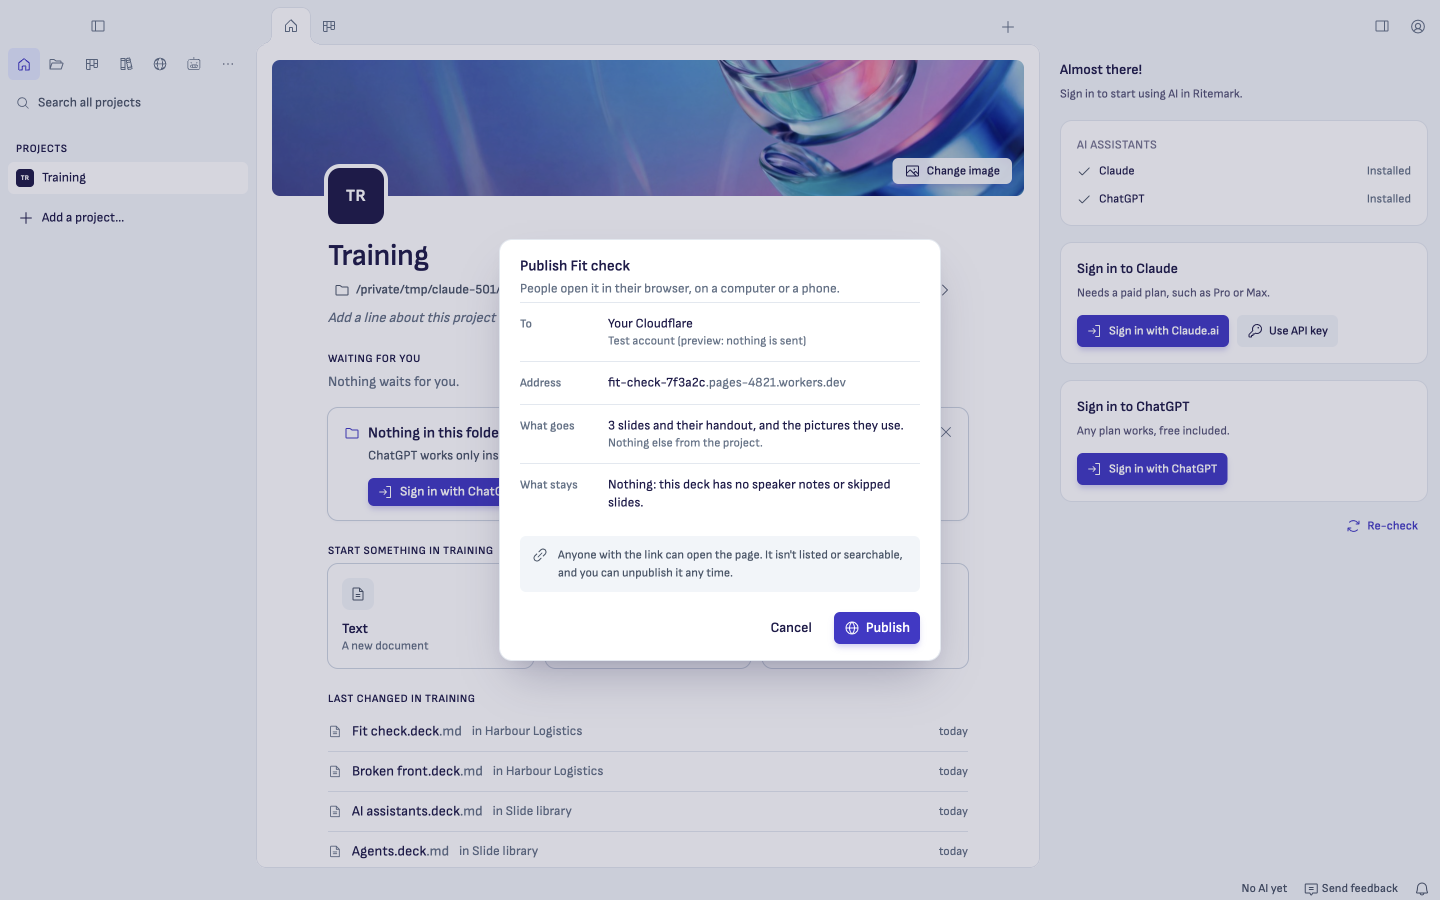 Search all projects
PROJECTS
TR
Training
Add a project...
Change image
TR
Training
/private/tmp/claude-501/
Add a line about this project
WAITING FOR YOU
Nothing waits for you.
Nothing in this folde
ChatGPT works only ins
Sign in with Chat
START SOMETHING IN TRAINING
Text
A new document
LAST CHANGED IN TRAINING
Fit check.deck.md in Harbour Logistics today
Broken front.deck.md in Harbour Logistics today
AI assistants.deck.md in Slide library today
Agents.deck.md in Slide library today
Publish Fit check
People open it in their browser, on a computer or a phone.
To
Your Cloudflare
Test account (preview: nothing is sent)
Address
fit-check-7f3a2c.pages-4821.workers.dev
What goes
3 slides and their handout, and the pictures they use.
Nothing else from the project.
What stays
Nothing: this deck has no speaker notes or skipped
slides.
Anyone with the link can open the page. It isn't listed or searchable,
and you can unpublish it any time.
Cancel
Publish
Almost there!
Sign in to start using AI in Ritemark.
AI ASSISTANTS
Claude Installed
ChatGPT Installed
Sign in to Claude
Needs a paid plan, such as Pro or Max.
Sign in with Claude.ai
Use API key
Sign in to ChatGPT
Any plan works, free included.
Sign in with ChatGPT
Re-check
No AI yet
Send feedback